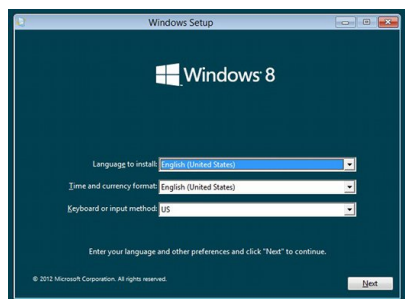 Windows Setup
Windows 8
Language to install: English (United States)
Time and currency format: English (United States)
Keyboard or input method: US
Enter your language and other preferences and click "Next" to continue.
© 2012 Microsoft Corporation. All rights reserved.
Next